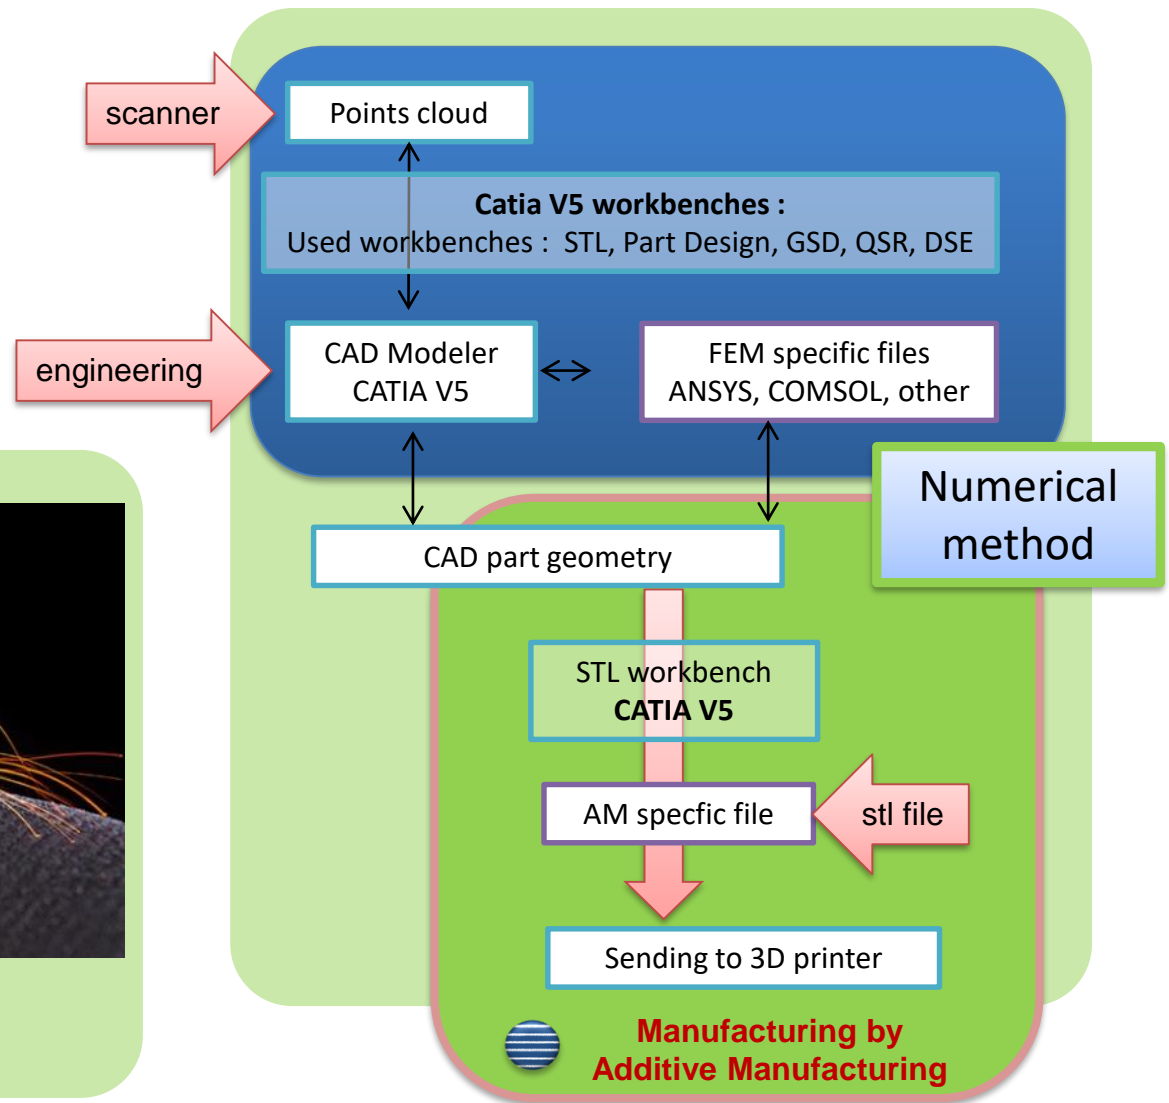 scanner
Points cloud
Catia V5 workbenches :
Used workbenches :  STL, Part Design, GSD, QSR, DSE
engineering
CAD Modeler
CATIA V5
FEM specific files
ANSYS, COMSOL, other
Numerical
method
CAD part geometry
STL workbench
CATIA V5
AM specfic file
stl file
Sending to 3D printer
Manufacturing by
Additive Manufacturing